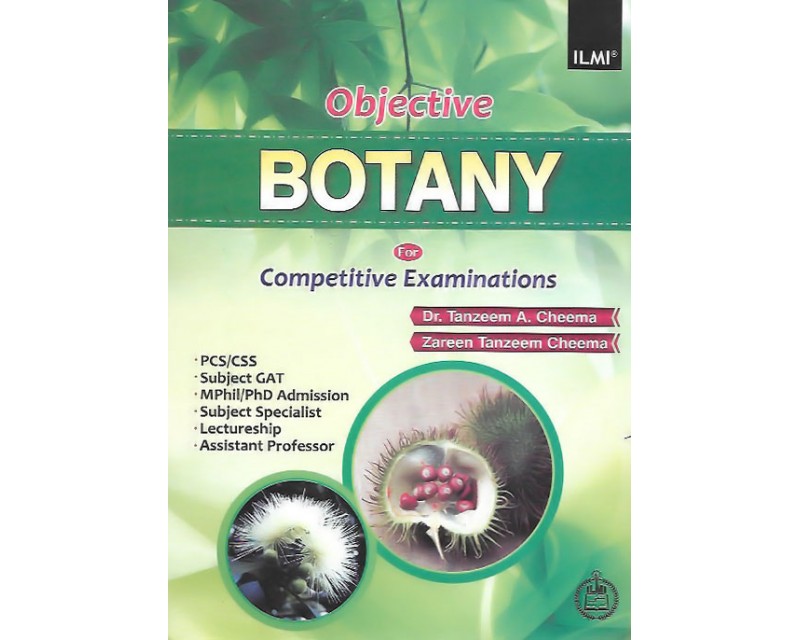 ILMI®
Objective
BOTANY
For
Competitive Examinations
Dr. Tanzeem A. Cheema
Zareen Tanzeem Cheema
·PCS/CSS
·Subject GAT
·MPhil/PhD Admission
·Subject Specialist
·Lectureship
·Assistant Professor